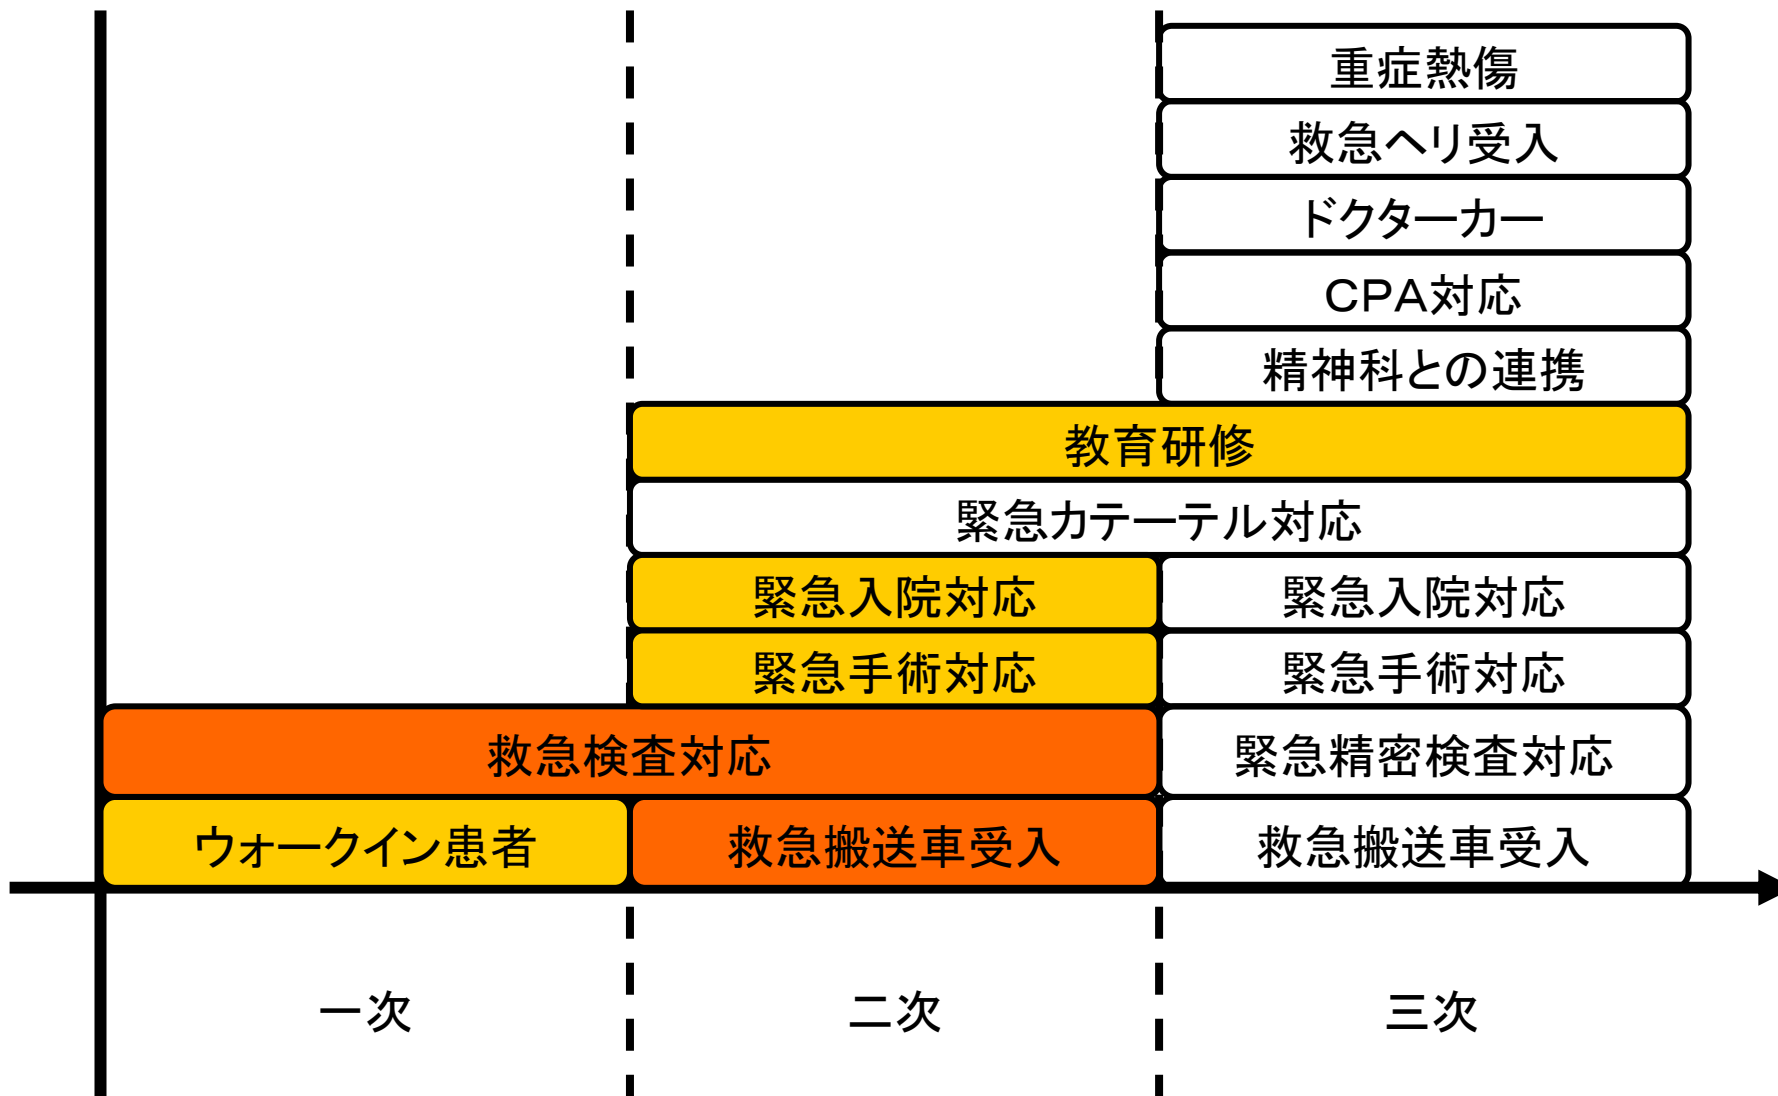 重症熱傷
救急ヘリ受入
ドクターカー
CPA対応
精神科との連携
教育研修
緊急カテーテル対応
緊急入院対応
緊急入院対応
緊急手術対応
緊急手術対応
救急検査対応
緊急精密検査対応
ウォークイン患者
救急搬送車受入
救急搬送車受入
一次
二次
三次